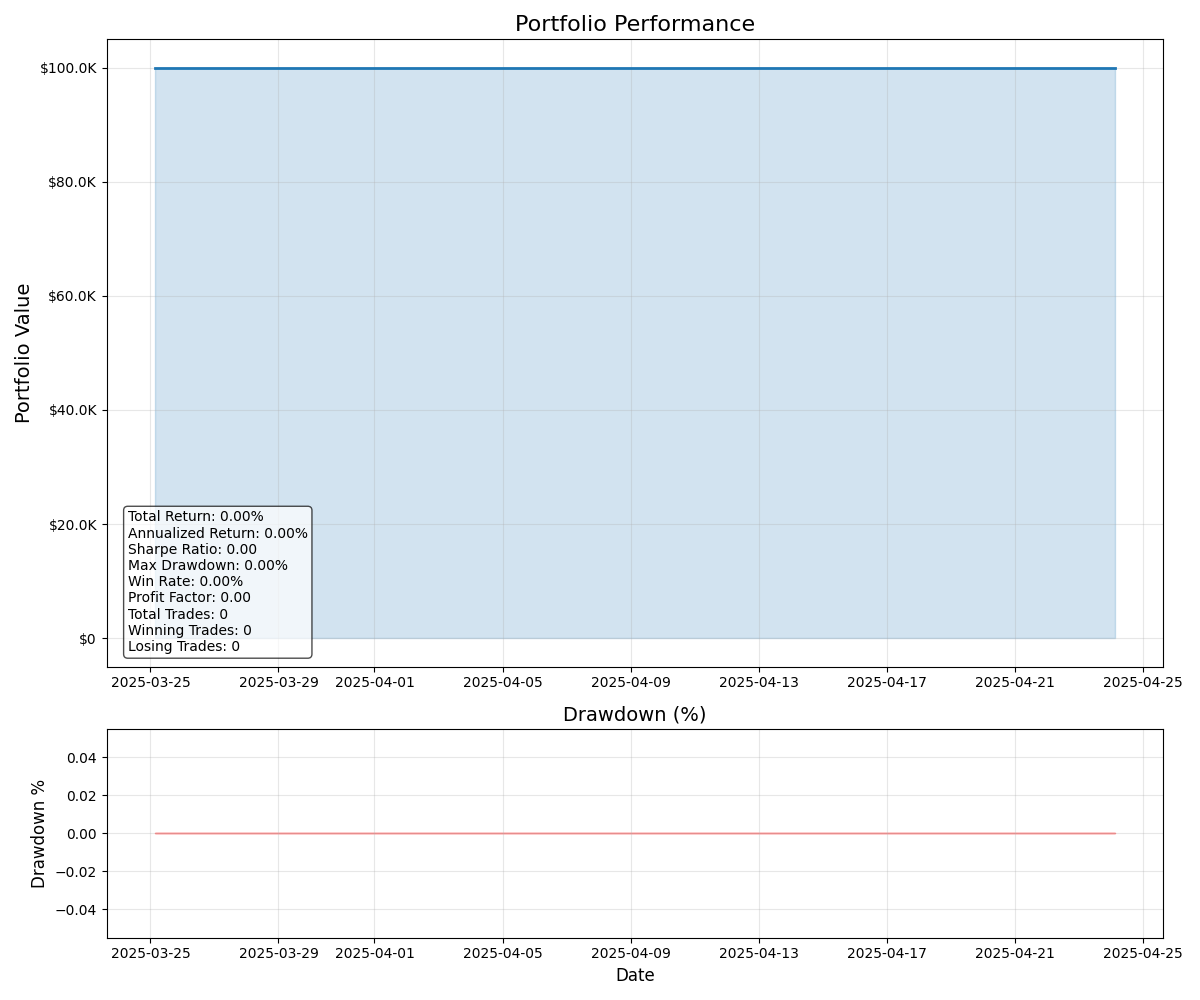 Portfolio Performance
$100.0K
$80.0K
$60.0K
$40.0K
$20.0K
$0
Portfolio Value
Total Return: 0.00%
Annualized Return: 0.00%
Sharpe Ratio: 0.00
Max Drawdown: 0.00%
Win Rate: 0.00%
Profit Factor: 0.00
Total Trades: 0
Winning Trades: 0
Losing Trades: 0
2025-03-25 2025-03-29 2025-04-01 2025-04-05 2025-04-09 2025-04-13 2025-04-17 2025-04-21 2025-04-25
Drawdown (%)
0.04
0.02
0.00
−0.02
−0.04
Drawdown %
2025-03-25 2025-03-29 2025-04-01 2025-04-05 2025-04-09 2025-04-13 2025-04-17 2025-04-21 2025-04-25
Date